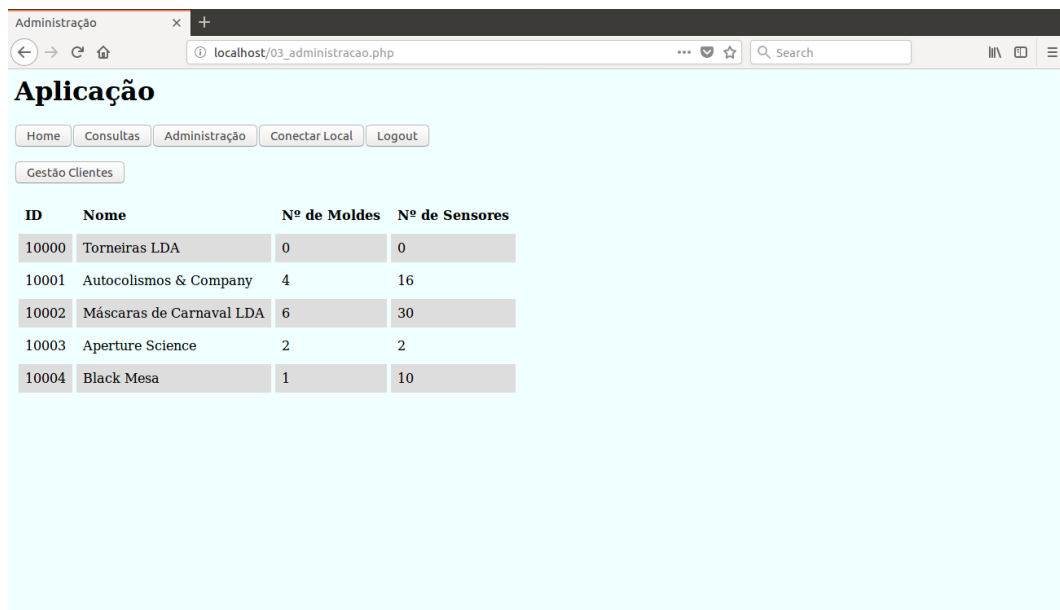 Administração
localhost/03_administracao.php Search
Aplicação
Home Consultas Administração Conectar Local Logout
Gestão Clientes
ID Nome Nº de Moldes Nº de Sensores
10000 Torneiras LDA 0 0
10001 Autocolismos & Company 4 16
10002 Máscaras de Carnaval LDA 6 30
10003 Aperture Science 2 2
10004 Black Mesa 1 10